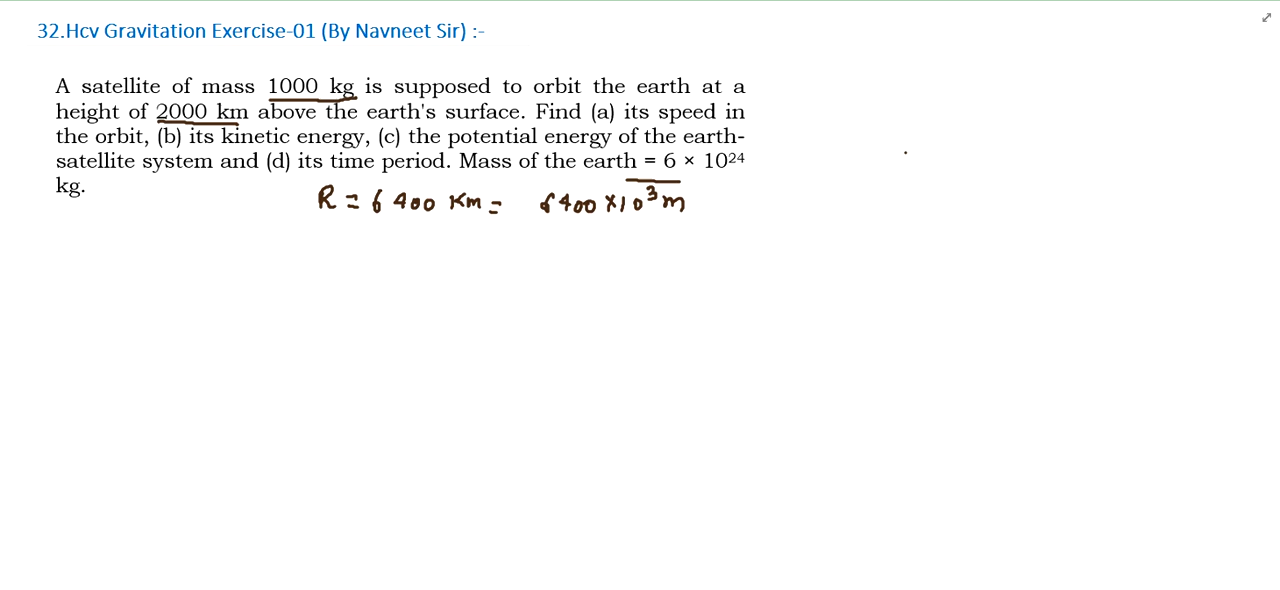 32.Hcv Gravitation Exercise-01 (By Navneet Sir) :-
A satellite of mass 1000 kg is supposed to orbit the earth at a
height of 2000 km above the earth's surface. Find (a) its speed in
the orbit, (b) its kinetic energy, (c) the potential energy of the earth-
satellite system and (d) its time period. Mass of the earth = 6 × 10²⁴
kg.
R = 6400 Km = 6400 × 10³ m